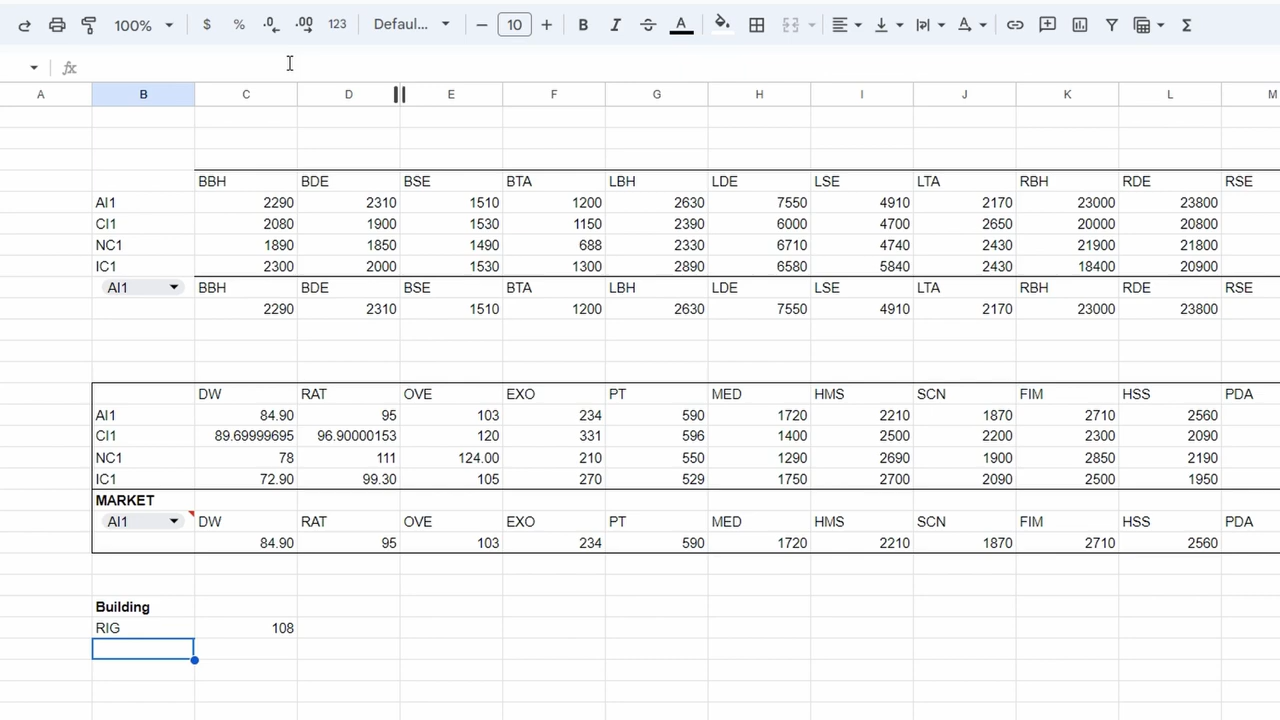 100% $ % .0 .00 123 Defaul... 10 B I S A Σ
fx
A B C D E F G H I J K L M
BBH BDE BSE BTA LBH LDE LSE LTA RBH RDE RSE
AI1 2290 2310 1510 1200 2630 7550 4910 2170 23000 23800
CI1 2080 1900 1530 1150 2390 6000 4700 2650 20000 20800
NC1 1890 1850 1490 688 2330 6710 4740 2430 21900 21800
IC1 2300 2000 1530 1300 2890 6580 5840 2430 18400 20900
AI1 BBH BDE BSE BTA LBH LDE LSE LTA RBH RDE RSE
2290 2310 1510 1200 2630 7550 4910 2170 23000 23800
DW RAT OVE EXO PT MED HMS SCN FIM HSS PDA
AI1 84.90 95 103 234 590 1720 2210 1870 2710 2560
CI1 89.69999695 96.90000153 120 331 596 1400 2500 2200 2300 2090
NC1 78 111 124.00 210 550 1290 2690 1900 2850 2190
IC1 72.90 99.30 105 270 529 1750 2700 2090 2500 1950
MARKET
AI1 DW RAT OVE EXO PT MED HMS SCN FIM HSS PDA
84.90 95 103 234 590 1720 2210 1870 2710 2560
Building
RIG 108